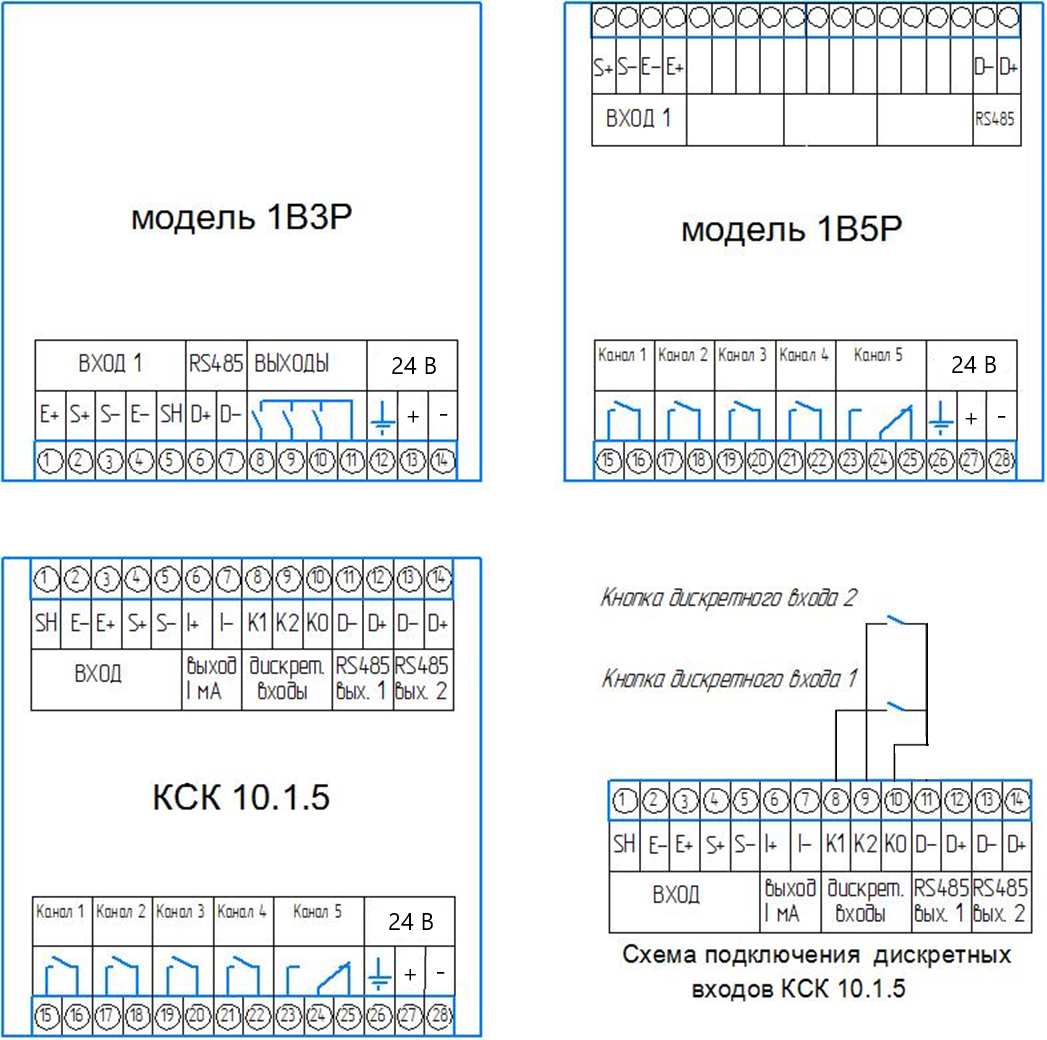 модель 1В3Р
ВХОД 1 RS485 ВЫХОДЫ 24 В
E+ S+ S− E− SH D+ D− + -
1 2 3 4 5 6 7 8 9 10 11 12 13 14
S+ S− E− E+ D− D+
ВХОД 1 RS485
модель 1В5Р
Канал 1 Канал 2 Канал 3 Канал 4 Канал 5 24 В
+ -
15 16 17 18 19 20 21 22 23 24 25 26 27 28
1 2 3 4 5 6 7 8 9 10 11 12 13 14
SH E− E+ S+ S− I+ I− K1 K2 K0 D− D+ D− D+
ВХОД выход дискрет. RS485 RS485
I мА входы вых. 1 вых. 2
КСК 10.1.5
Канал 1 Канал 2 Канал 3 Канал 4 Канал 5 24 В
+ -
15 16 17 18 19 20 21 22 23 24 25 26 27 28
Кнопка дискретного входа 2
Кнопка дискретного входа 1
1 2 3 4 5 6 7 8 9 10 11 12 13 14
SH E− E+ S+ S− I+ I− K1 K2 K0 D− D+ D− D+
ВХОД выход дискрет. RS485 RS485
I мА входы вых. 1 вых. 2
Схема подключения дискретных
входов КСК 10.1.5